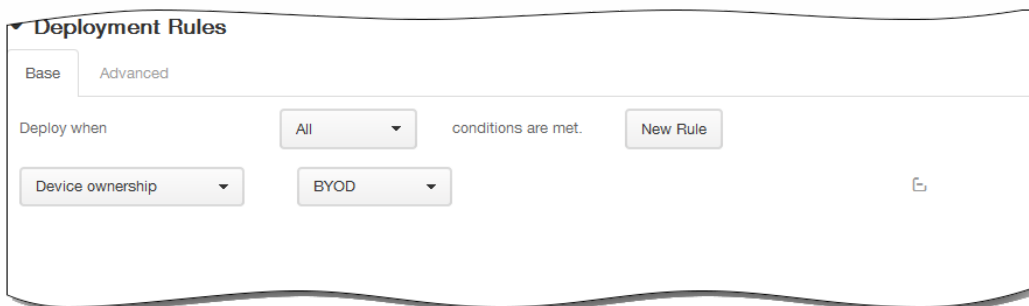 Deployment Rules
Base Advanced
Deploy when All conditions are met. New Rule
Device ownership BYOD